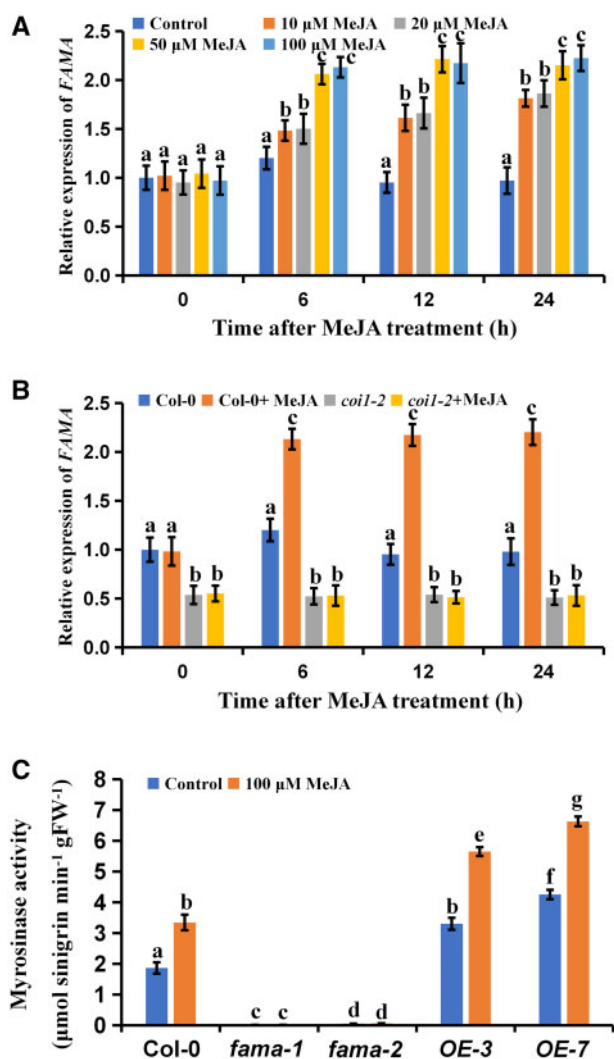 A
Control 10 μM MeJA 20 μM MeJA
50 μM MeJA 100 μM MeJA
Relative expression of FAMA
2.5
2.0
1.5
1.0
0.5
0.0
a a a a a
a b b c c
a b b c c
a b b c c
0 6 12 24
Time after MeJA treatment (h)
B
Col-0 Col-0+ MeJA coi1-2 coi1-2+MeJA
Relative expression of FAMA
2.5
2.0
1.5
1.0
0.5
0.0
a a b b
a c b b
a c b b
a c b b
0 6 12 24
Time after MeJA treatment (h)
C
Control 100 μM MeJA
Myrosinase activity
(μmol sinigrin min⁻¹ gFW⁻¹)
8
7
6
5
4
3
2
1
0
a b c c d d b e f g
Col-0 fama-1 fama-2 OE-3 OE-7